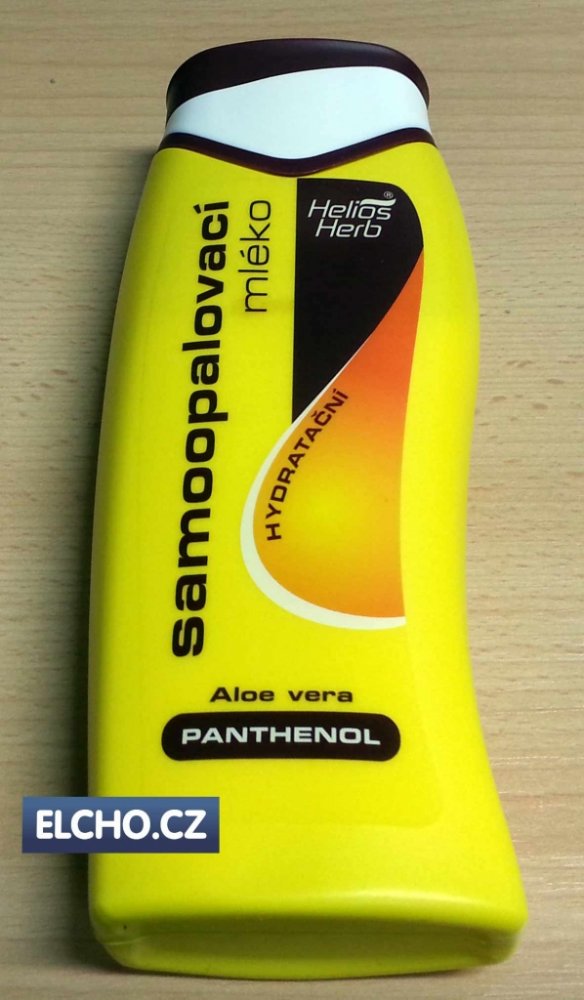 Helios®
Herb
samoopalovací
mléko
HYDRATAČNÍ
Aloe vera
PANTHENOL
ELCHO.CZ